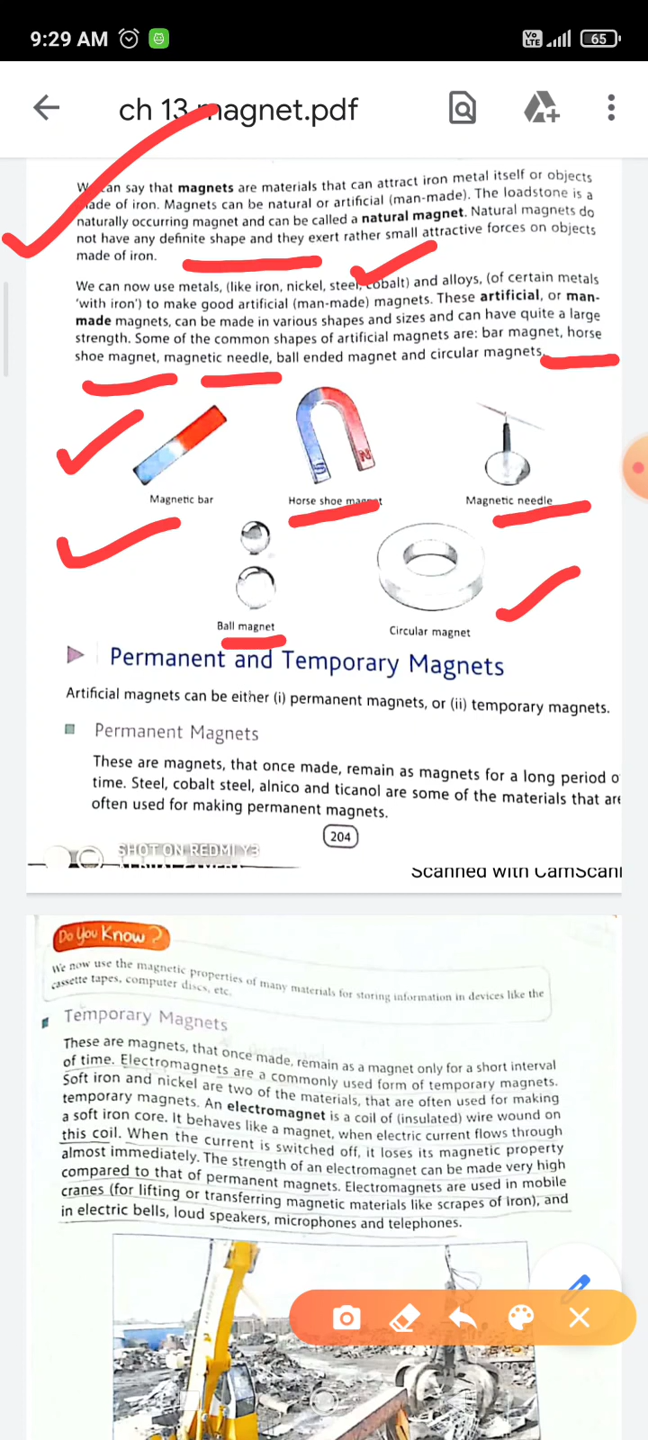 9:29 AM
Vo LTE 65
ch 13 magnet.pdf
We can say that magnets are materials that can attract iron metal itself or objects
made of iron. Magnets can be natural or artificial (man-made). The loadstone is a
naturally occurring magnet and can be called a natural magnet. Natural magnets do
not have any definite shape and they exert rather small attractive forces on objects
made of iron.
We can now use metals, (like iron, nickel, steel, cobalt) and alloys, (of certain metals
'with iron') to make good artificial (man-made) magnets. These artificial, or man-
made magnets, can be made in various shapes and sizes and can have quite a large
strength. Some of the common shapes of artificial magnets are: bar magnet, horse
shoe magnet, magnetic needle, ball ended magnet and circular magnets.
S N
Magnetic bar Horse shoe magnet Magnetic needle
Ball magnet Circular magnet
Permanent and Temporary Magnets
Artificial magnets can be either (i) permanent magnets, or (ii) temporary magnets.
Permanent Magnets
These are magnets, that once made, remain as magnets for a long period o
time. Steel, cobalt steel, alnico and ticanol are some of the materials that are
often used for making permanent magnets.
204
SHOT ON REDMI Y3
Scanned with CamScan
Do You Know ?
We now use the magnetic properties of many materials for storing information in devices like the
cassette tapes, computer discs, etc.
Temporary Magnets
These are magnets, that once made, remain as a magnet only for a short interval
of time. Electromagnets are a commonly used form of temporary magnets.
Soft iron and nickel are two of the materials, that are often used for making
temporary magnets. An electromagnet is a coil of (insulated) wire wound on
a soft iron core. It behaves like a magnet, when electric current flows through
this coil. When the current is switched off, it loses its magnetic property
almost immediately. The strength of an electromagnet can be made very high
compared to that of permanent magnets. Electromagnets are used in mobile
cranes (for lifting or transferring magnetic materials like scrapes of iron), and
in electric bells, loud speakers, microphones and telephones.